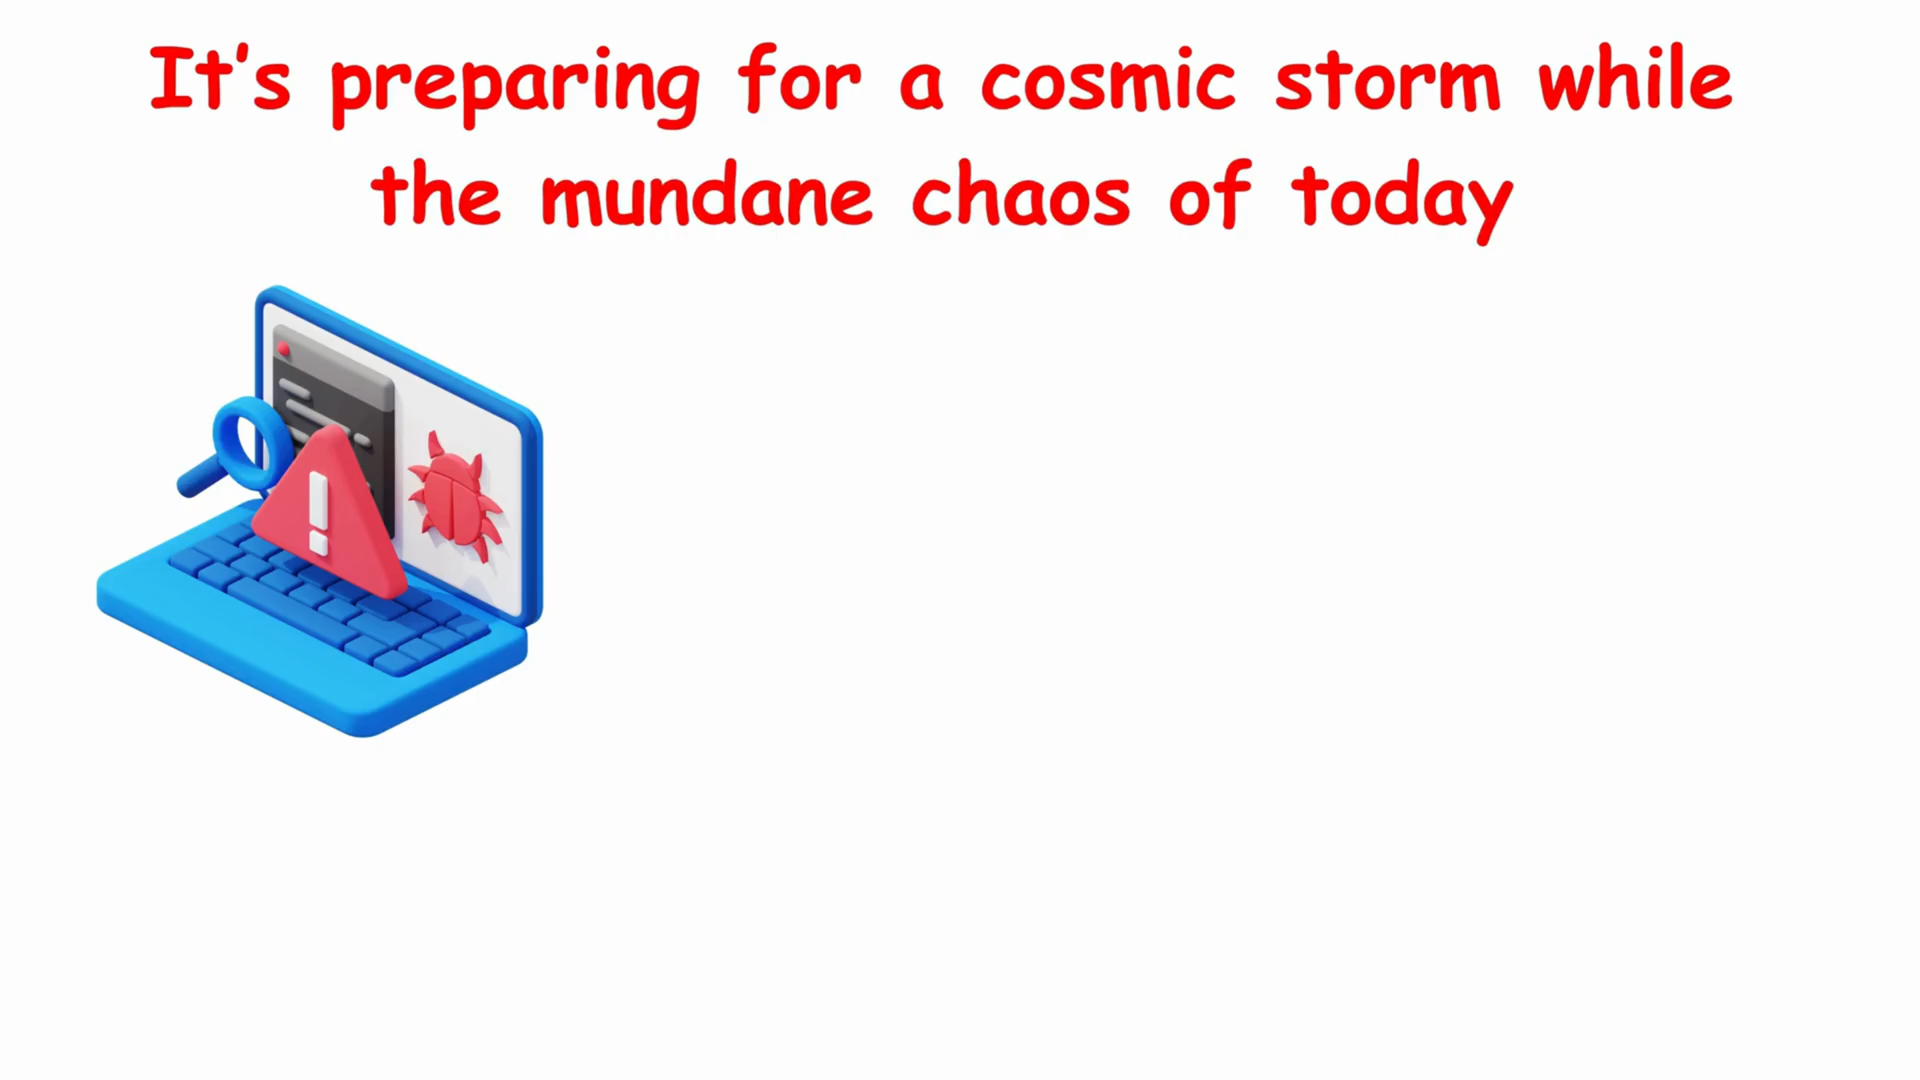 It's preparing for a cosmic storm while
the mundane chaos of today